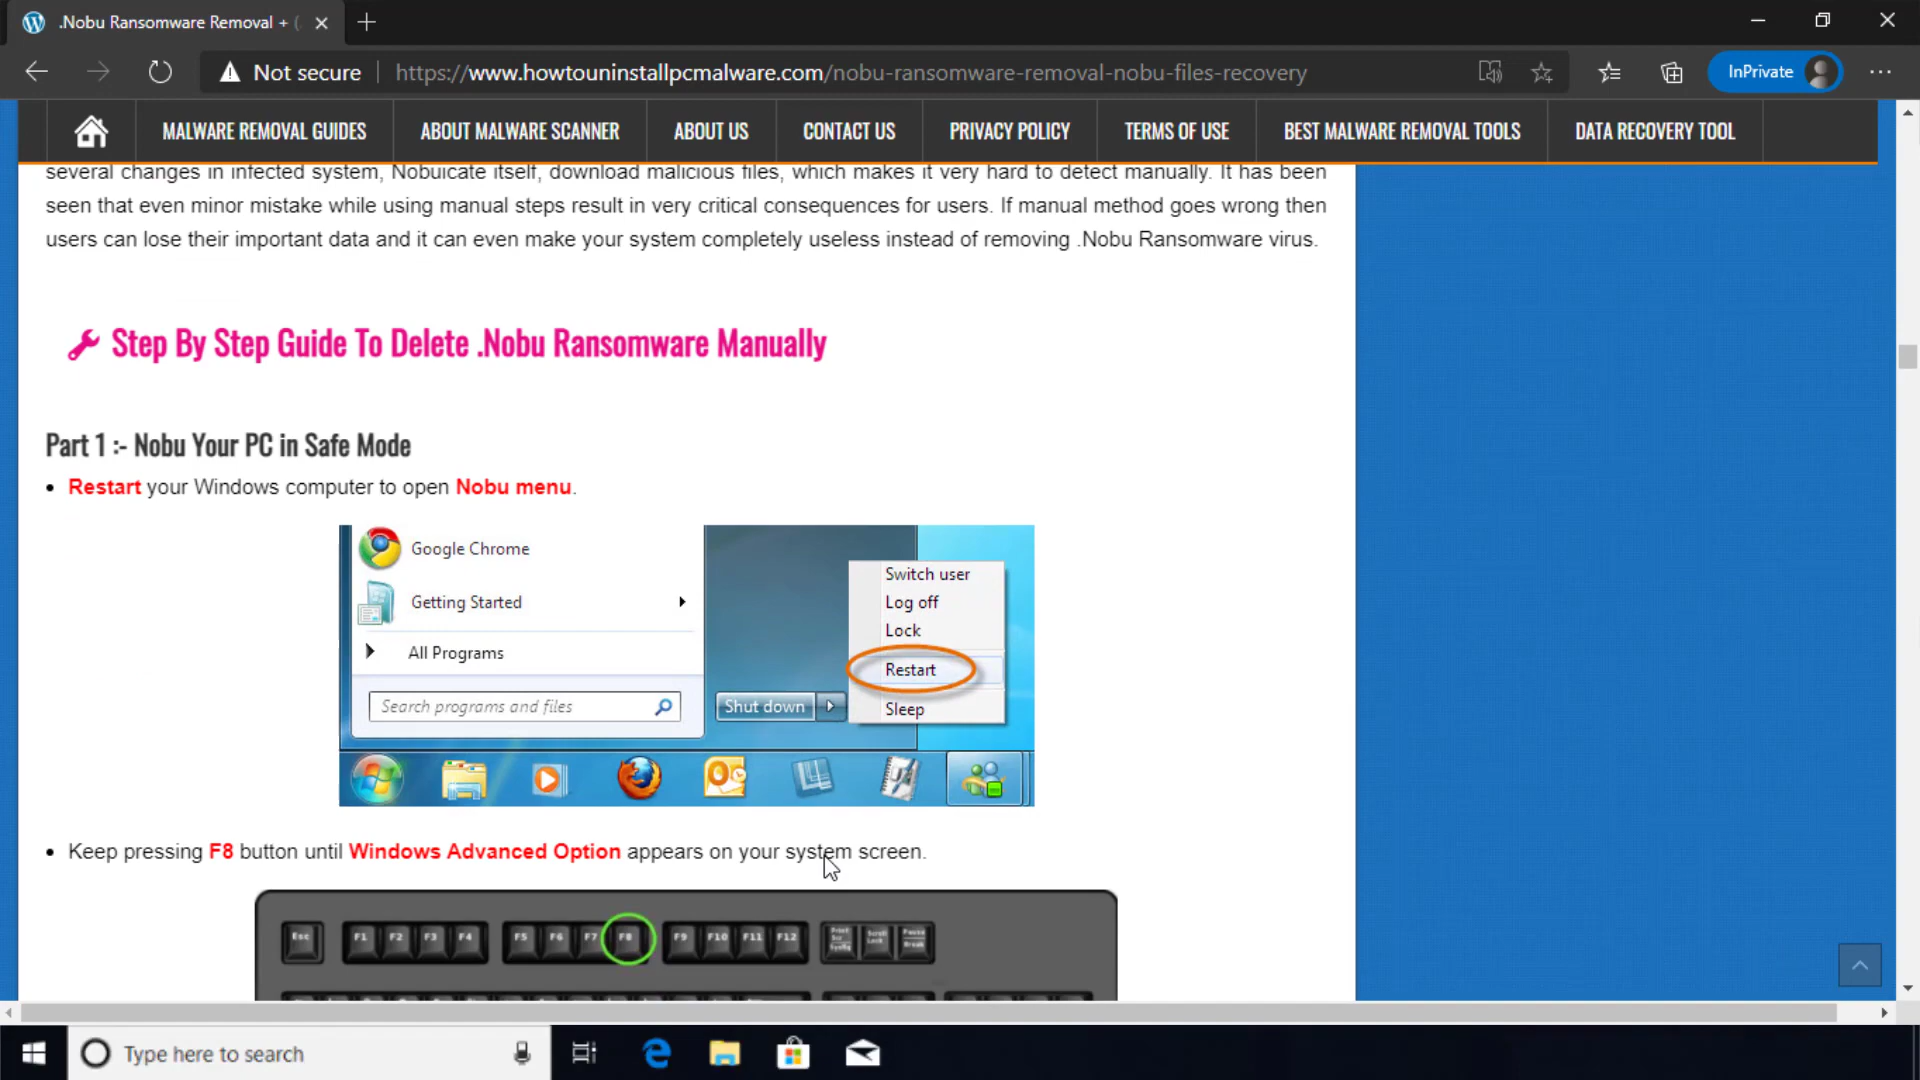 .Nobu Ransomware Removal + (
Not secure
https://www.howtouninstallpcmalware.com/nobu-ransomware-removal-nobu-files-recovery
InPrivate
MALWARE REMOVAL GUIDES
ABOUT MALWARE SCANNER
ABOUT US
CONTACT US
PRIVACY POLICY
TERMS OF USE
BEST MALWARE REMOVAL TOOLS
DATA RECOVERY TOOL
several changes in infected system, Nobuicate itself, download malicious files, which makes it very hard to detect manually. It has been
seen that even minor mistake while using manual steps result in very critical consequences for users. If manual method goes wrong then
users can lose their important data and it can even make your system completely useless instead of removing .Nobu Ransomware virus.
Step By Step Guide To Delete .Nobu Ransomware Manually
Part 1 :- Nobu Your PC in Safe Mode
Restart your Windows computer to open Nobu menu.
Google Chrome
Getting Started
All Programs
Search programs and files
Shut down
Switch user
Log off
Lock
Restart
Sleep
Keep pressing F8 button until Windows Advanced Option appears on your system screen.
Esc
F1
F2
F3
F4
F5
F6
F7
F8
F9
F10
F11
F12
Print Scr SysRq
Scroll Lock
Pause Break
Type here to search